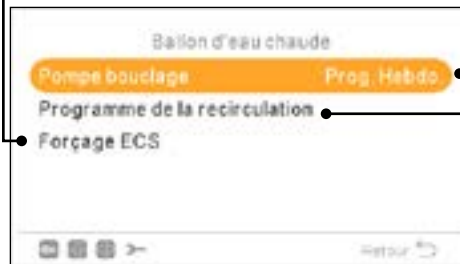 Ballon d'eau chaude
Pompe bouclage Prog. Hebdo.
Programme de la recirculation
Forçage ECS
Retour